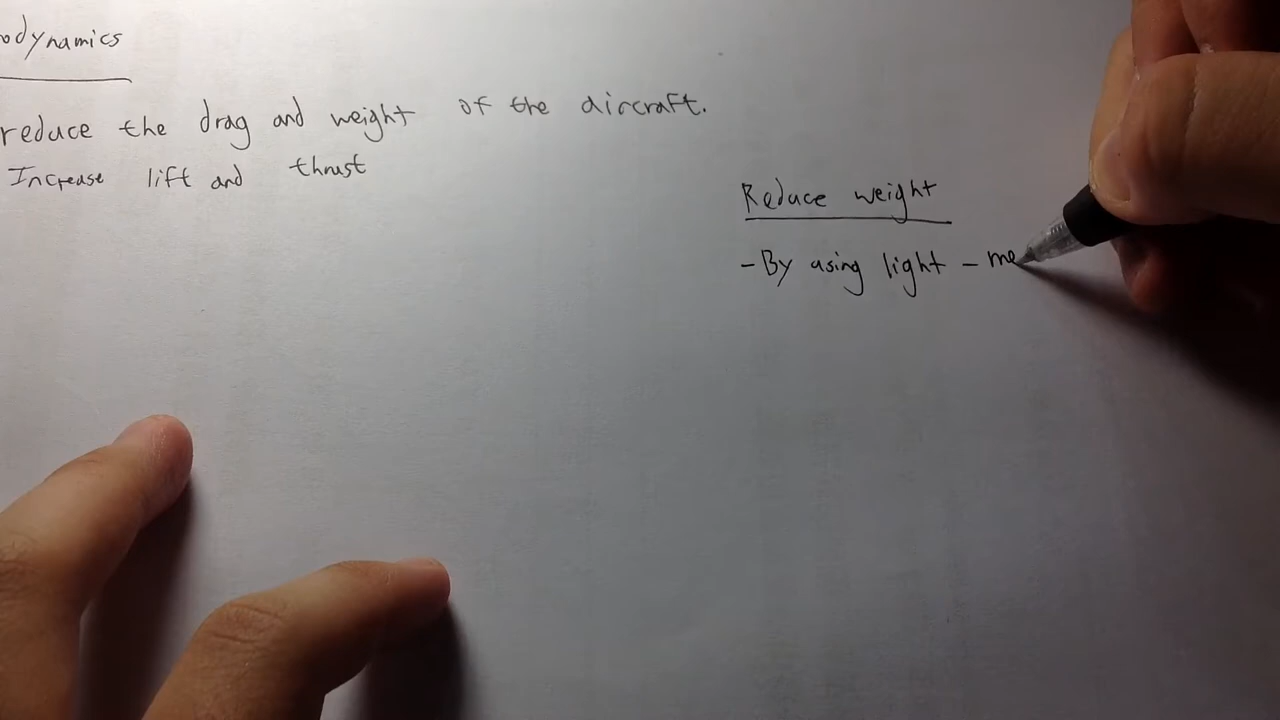 odynamics
reduce the drag and weight of the aircraft.
Increase lift and thrust
Reduce weight
- By using light - me